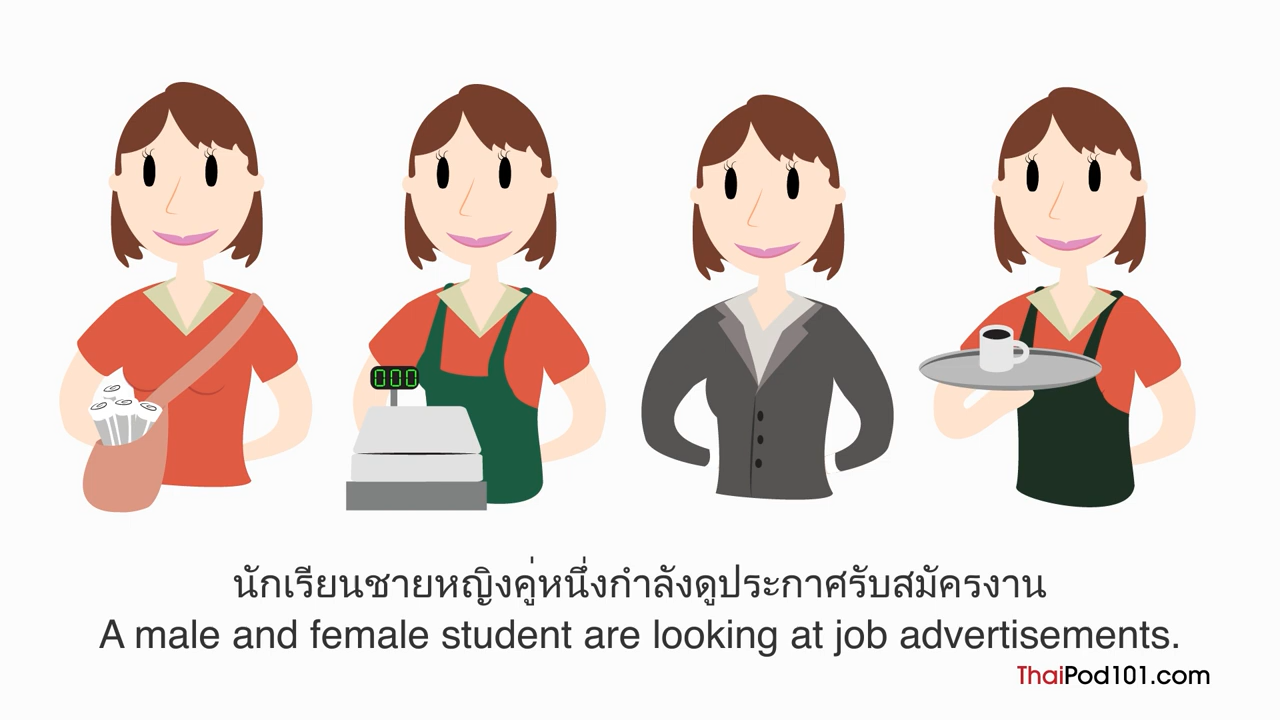 000
นักเรียนชายหญิงคู่หนึ่งกำลังดูประกาศรับสมัครงาน
A male and female student are looking at job advertisements.
ThaiPod101.com